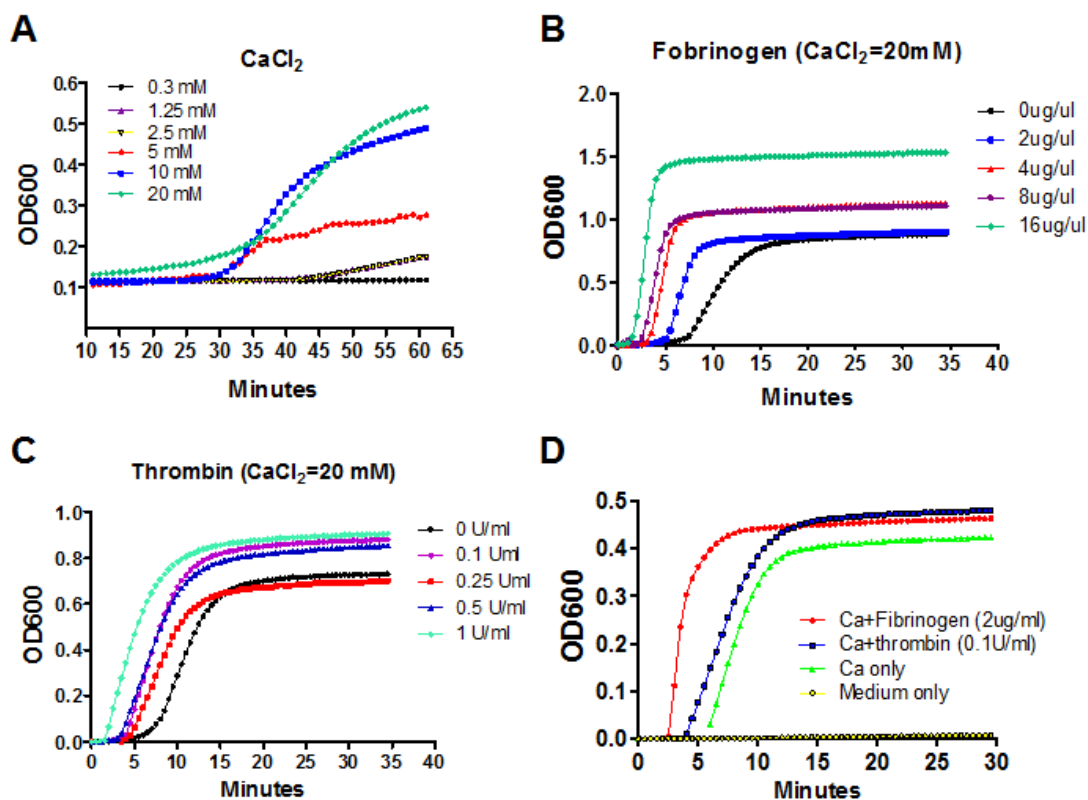 A
CaCl2
0.3 mM
1.25 mM
2.5 mM
5 mM
10 mM
20 mM
OD600
0.6
0.5
0.4
0.3
0.2
0.1
10 15 20 25 30 35 40 45 50 55 60 65
Minutes
B
Fobrinogen (CaCl2=20mM)
OD600
2.0
1.5
1.0
0.5
0.0
0 5 10 15 20 25 30 35 40
Minutes
0ug/ul
2ug/ul
4ug/ul
8ug/ul
16ug/ul
C
Thrombin (CaCl2=20 mM)
OD600
1.0
0.8
0.6
0.4
0.2
0.0
0 5 10 15 20 25 30 35 40
Minutes
0 U/ml
0.1 Uml
0.25 Uml
0.5 U/ml
1 U/ml
D
OD600
0.5
0.4
0.3
0.2
0.1
0.0
0 5 10 15 20 25 30
Minutes
Ca+Fibrinogen (2ug/ml)
Ca+thrombin (0.1U/ml)
Ca only
Medium only